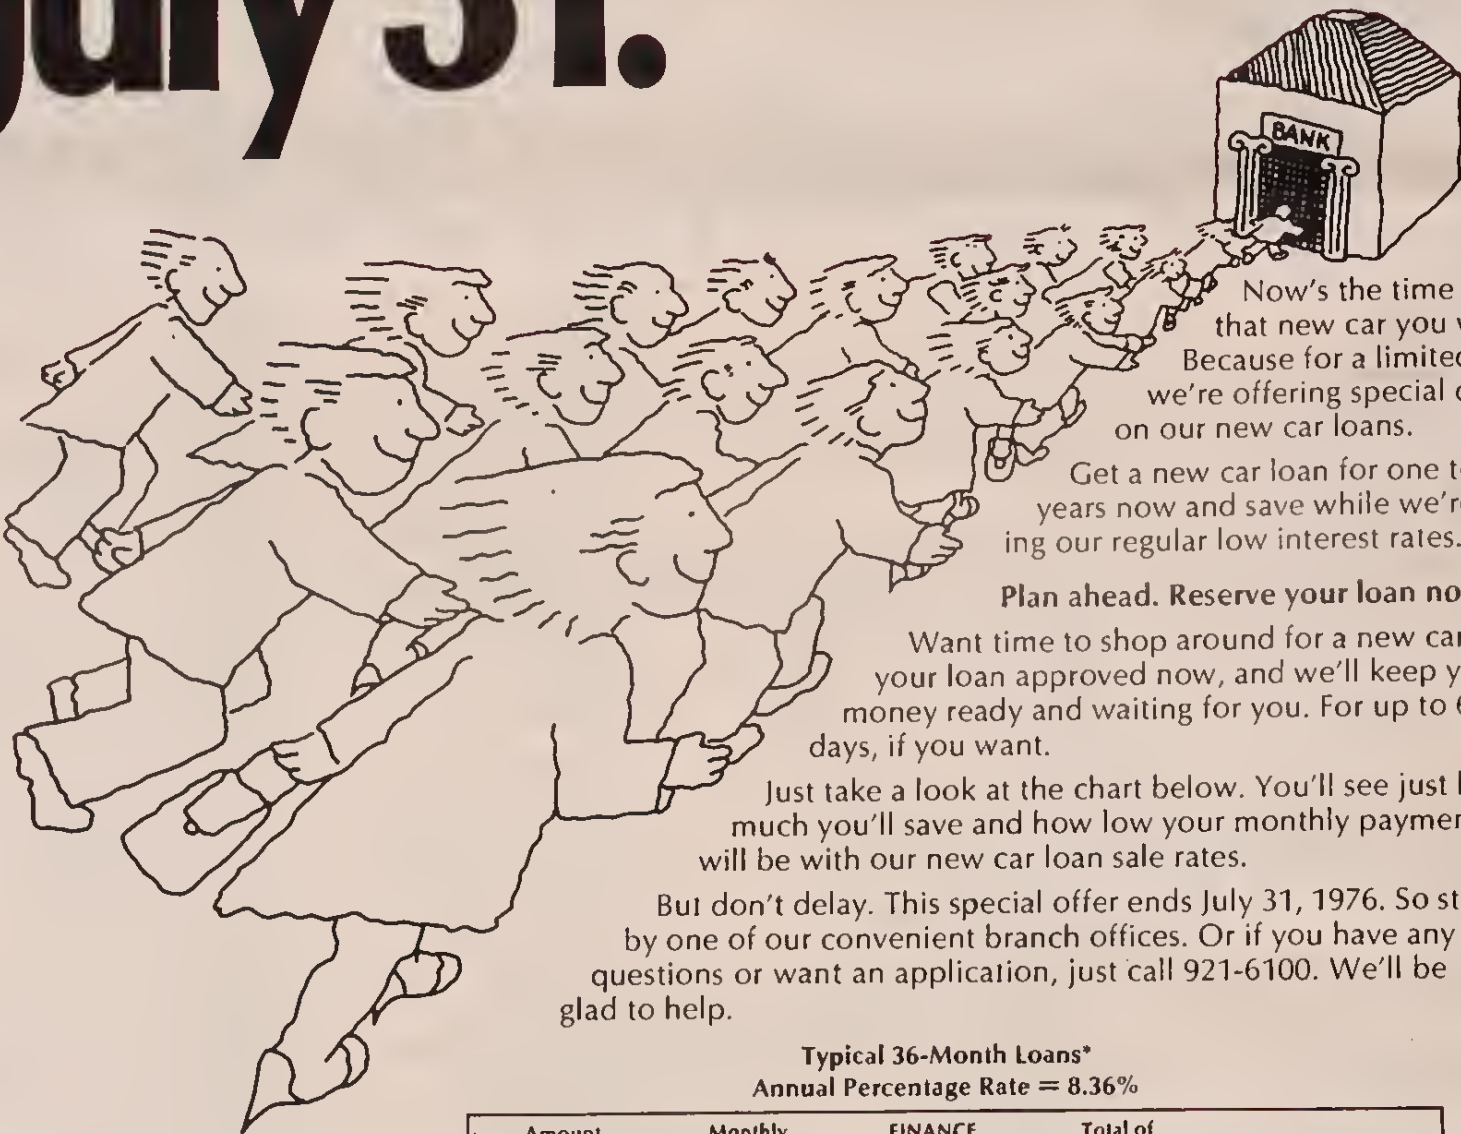 July 31.
BANK
Now's the time
that new car you
Because for a limited
we're offering special
on our new car loans.
Get a new car loan for one
years now and save while we're
ing our regular low interest rates.
Plan ahead. Reserve your loan
Want time to shop around for a new car
your loan approved now, and we'll keep
money ready and waiting for you. For up to
days, if you want.
Just take a look at the chart below. You'll see just
much you'll save and how low your monthly
will be with our new car loan sale rates.
But don't delay. This special offer ends July 31, 1976. So
by one of our convenient branch offices. Or if you have any
questions or want an application, just call 921-6100. We'll be
glad to help.
Typical 36-Month Loans*
Annual Percentage Rate = 8.36%
Amount Monthly FINANCE Total of